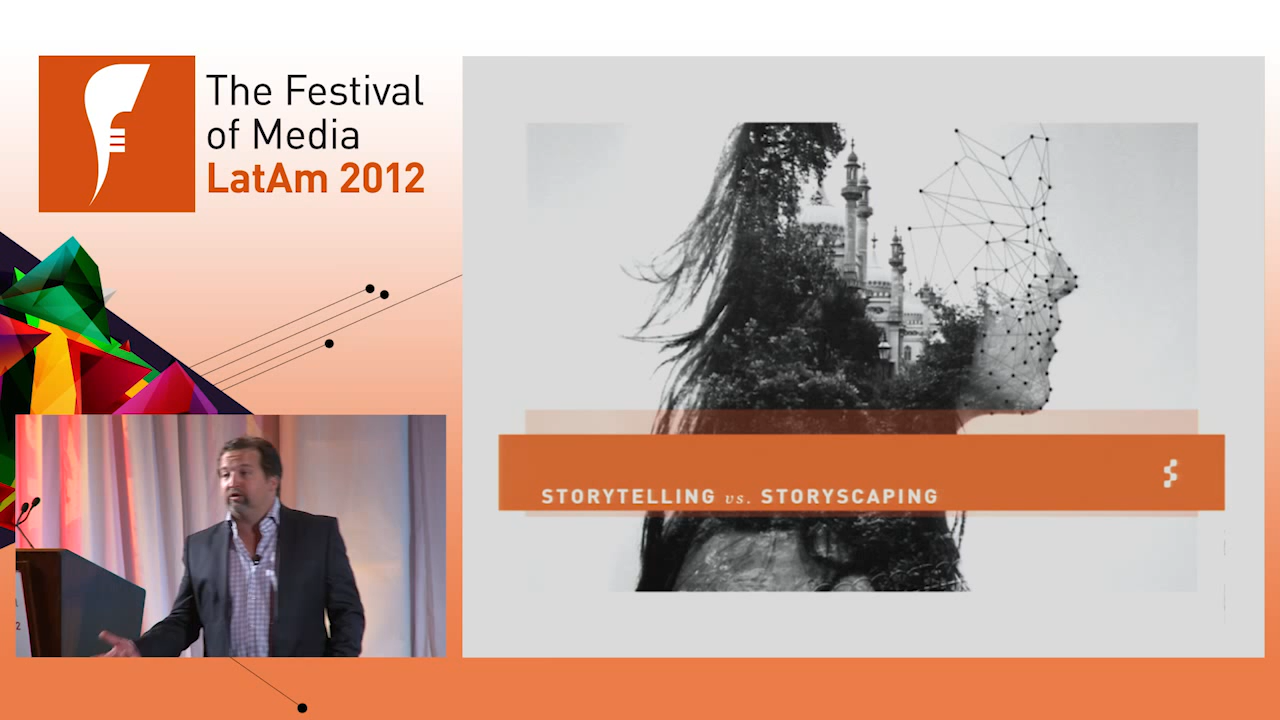 The Festival
of Media
LatAm 2012
STORYTELLING vs. STORYSCAPING